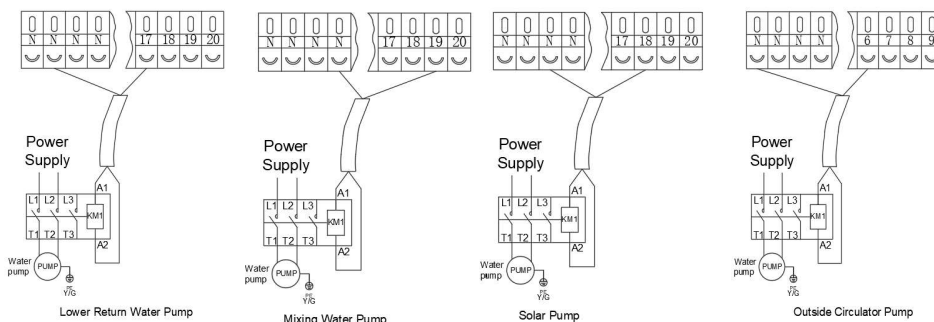 N N N N 17 18 19 20
N N N N 17 18 19 20
N N N N 17 18 19 20
N N N N 6 7 8 9
Power
Supply
L1 L2 L3 A1
KM1
T1 T2 T3 A2
Water
pump
PUMP
PE
Y/G
Lower Return Water Pump
Power
Supply
L1 L2 L3 A1
KM1
T1 T2 T3 A2
Water
pump
PUMP
PE
Y/G
Mixing Water Pump
Power
Supply
L1 L2 L3 A1
KM1
T1 T2 T3 A2
Water
pump
PUMP
PE
Y/G
Solar Pump
Power
Supply
L1 L2 L3 A1
KM1
T1 T2 T3 A2
Water
pump
PUMP
PE
Y/G
Outside Circulator Pump